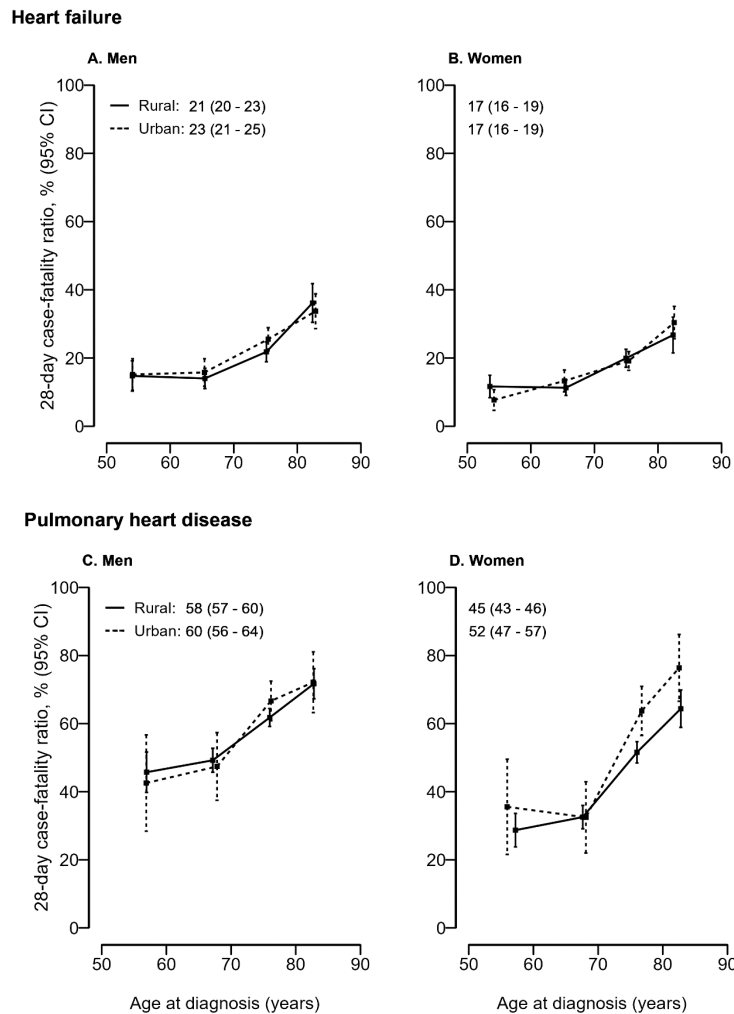 Heart failure
A. Men
B. Women
28-day case-fatality ratio, % (95% CI)
100
80
60
40
20
0
Rural: 21 (20 - 23)
Urban: 23 (21 - 25)
50 60 70 80 90
100
80
60
40
20
0
17 (16 - 19)
17 (16 - 19)
50 60 70 80 90
Pulmonary heart disease
C. Men
D. Women
28-day case-fatality ratio, % (95% CI)
100
80
60
40
20
0
Rural: 58 (57 - 60)
Urban: 60 (56 - 64)
50 60 70 80 90
Age at diagnosis (years)
100
80
60
40
20
0
45 (43 - 46)
52 (47 - 57)
50 60 70 80 90
Age at diagnosis (years)